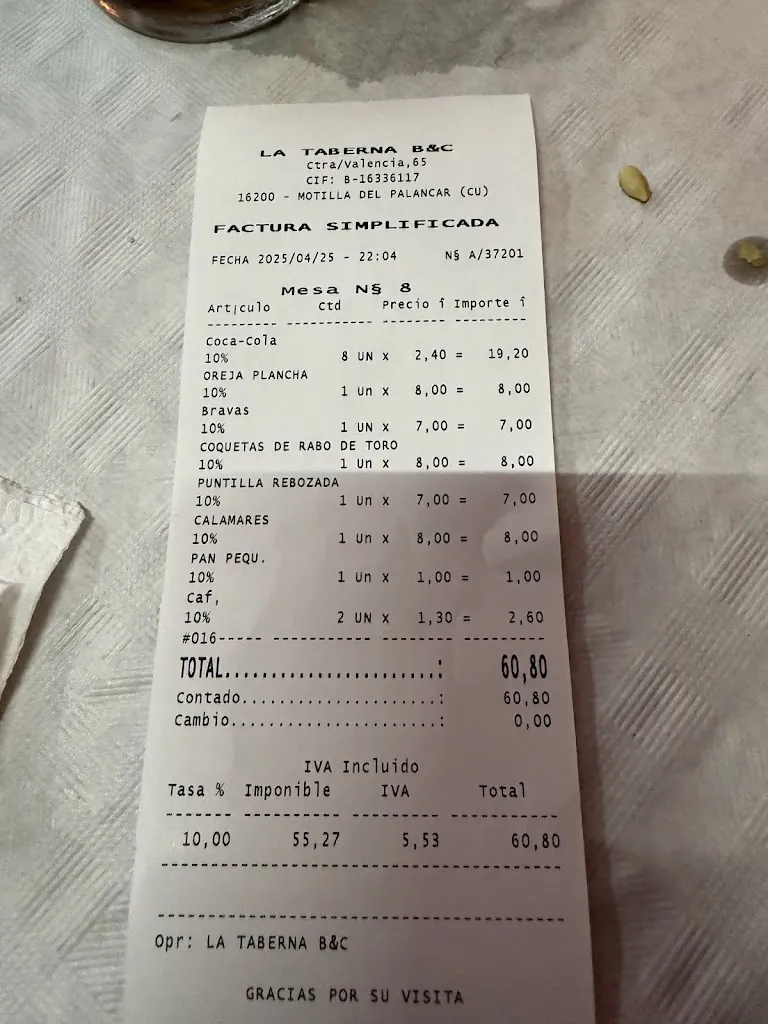 LA TABERNA B&C
Ctra/Valencia,65
CIF: B-16336117
16200 - MOTILLA DEL PALANCAR (CU)
FACTURA SIMPLIFICADA
FECHA 2025/04/25 - 22:04 N§ A/37201
Mesa N§ 8
Art¡culo Ctd Precio î Importe î
--------- ----------- -------- ---------
Coca-Cola
10% 8 UN x 2,40 = 19,20
OREJA PLANCHA
10% 1 Un x 8,00 = 8,00
Bravas
10% 1 UN x 7,00 = 7,00
COQUETAS DE RABO DE TORO
10% 1 Un x 8,00 = 8,00
PUNTILLA REBOZADA
10% 1 Un x 7,00 = 7,00
CALAMARES
10% 1 Un x 8,00 = 8,00
PAN PEQU.
10% 1 Un x 1,00 = 1,00
Caf,
10% 2 UN x 1,30 = 2,60
#016----- ----------- -------- ---------
TOTAL.......................: 60,80
Contado.....................: 60,80
Cambio......................: 0,00
IVA Incluido
Tasa % Imponible IVA Total
------ --------- --------- ----------
10,00 55,27 5,53 60,80
----------------------------------------
----------------------------------------
Opr: LA TABERNA B&C
GRACIAS POR SU VISITA